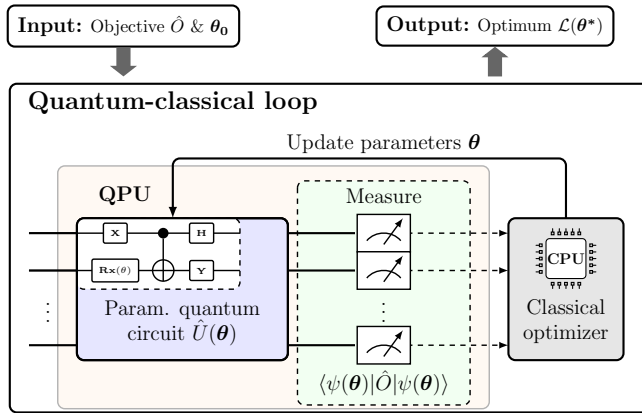 Input: Objective Ô & θ₀
Output: Optimum ℒ(θ*)
Quantum-classical loop
Update parameters θ
QPU
Measure
X
H
Rx(θ)
Y
CPU
Param. quantum
circuit Û(θ)
Classical
optimizer
⋮
⋮
⟨ψ(θ)|Ô|ψ(θ)⟩